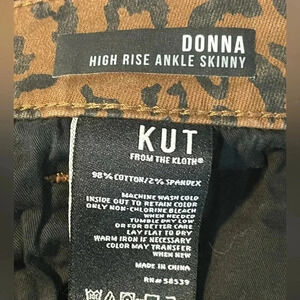 DONNA
HIGH RISE ANKLE SKINNY
KUT
FROM THE KLOTH®
98% COTTON/2% SPANDEX
MACHINE WASH COLD
INSIDE OUT TO RETAIN COLOR
ONLY NON-CHLORINE BLEACH
WHEN NEEDED
TUMBLE DRY LOW
OR FOR BETTER CARE
LAY FLAT TO DRY
WARM IRON IF NECESSARY
COLOR MAY TRANSFER
WHEN NEW
MADE IN CHINA
RN# 58539